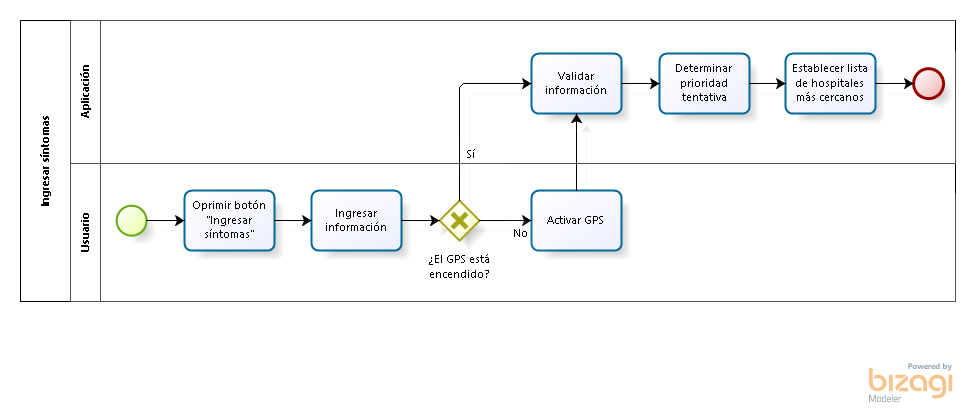 Ingresar síntomas
Aplicación
Validar
información
Determinar
prioridad
tentativa
Establecer lista
de hospitales
más cercanos
Sí
Usuario
Oprimir botón
"Ingresar
síntomas"
Ingresar
información
¿El GPS está
encendido?
No
Activar GPS
Powered by
bizagi
Modeler